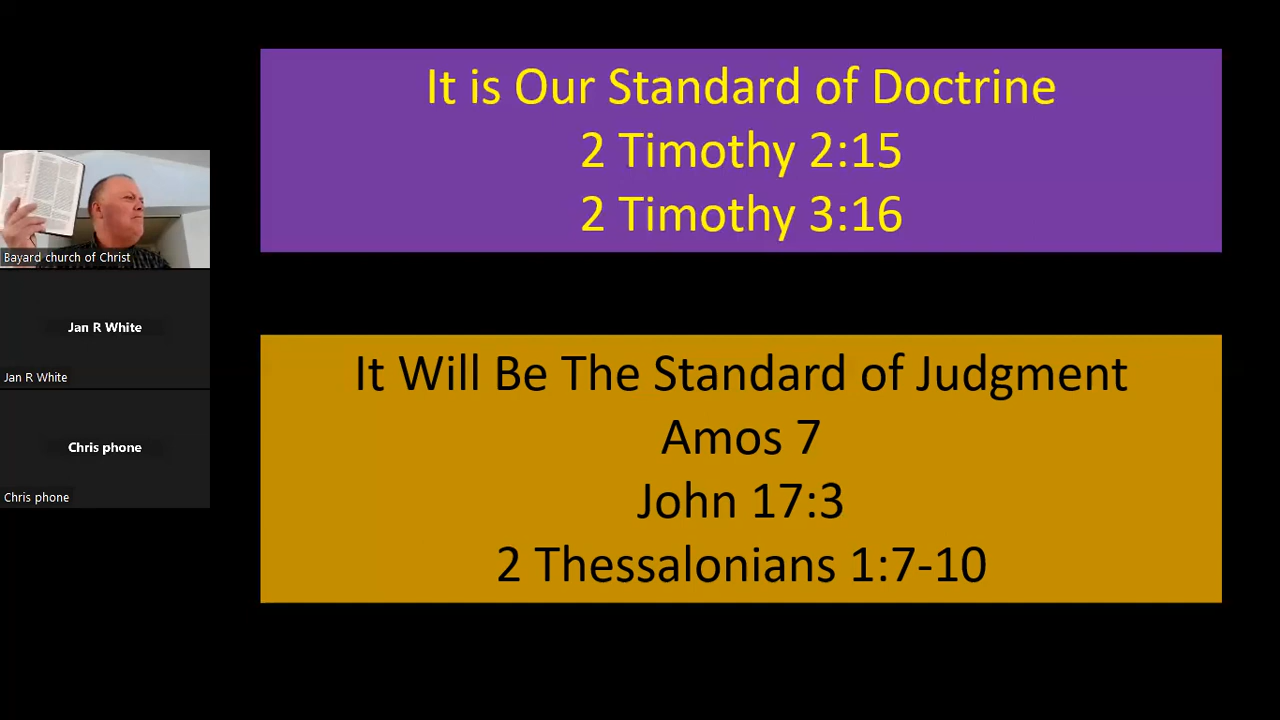 It is Our Standard of Doctrine
2 Timothy 2:15
2 Timothy 3:16
Bayard church of Christ
Jan R White
Jan R White
Chris phone
Chris phone
It Will Be The Standard of Judgment
Amos 7
John 17:3
2 Thessalonians 1:7-10